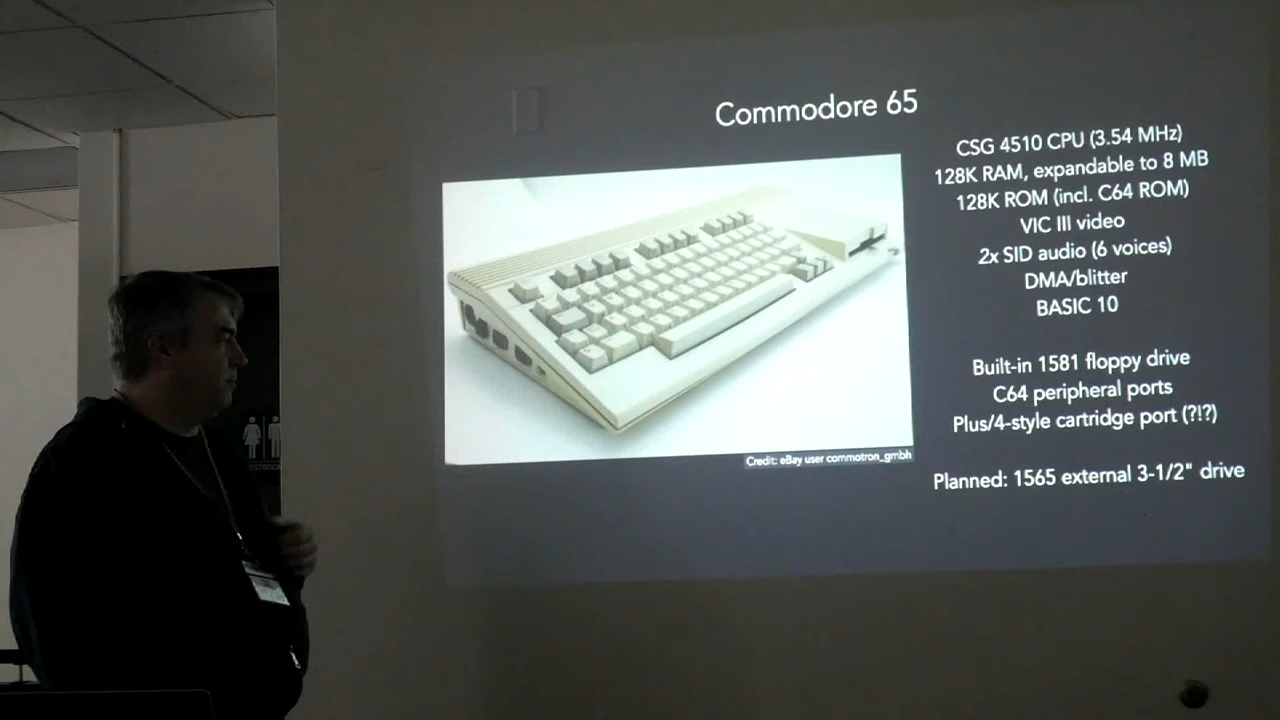 Commodore 65
CSG 4510 CPU (3.54 MHz)
128K RAM, expandable to 8 MB
128K ROM (incl. C64 ROM)
VIC III video
2x SID audio (6 voices)
DMA/blitter
BASIC 10
Built-in 1581 floppy drive
C64 peripheral ports
Plus/4-style cartridge port (?!?)
Planned: 1565 external 3-1/2" drive
Credit: eBay user commotron_gmbh